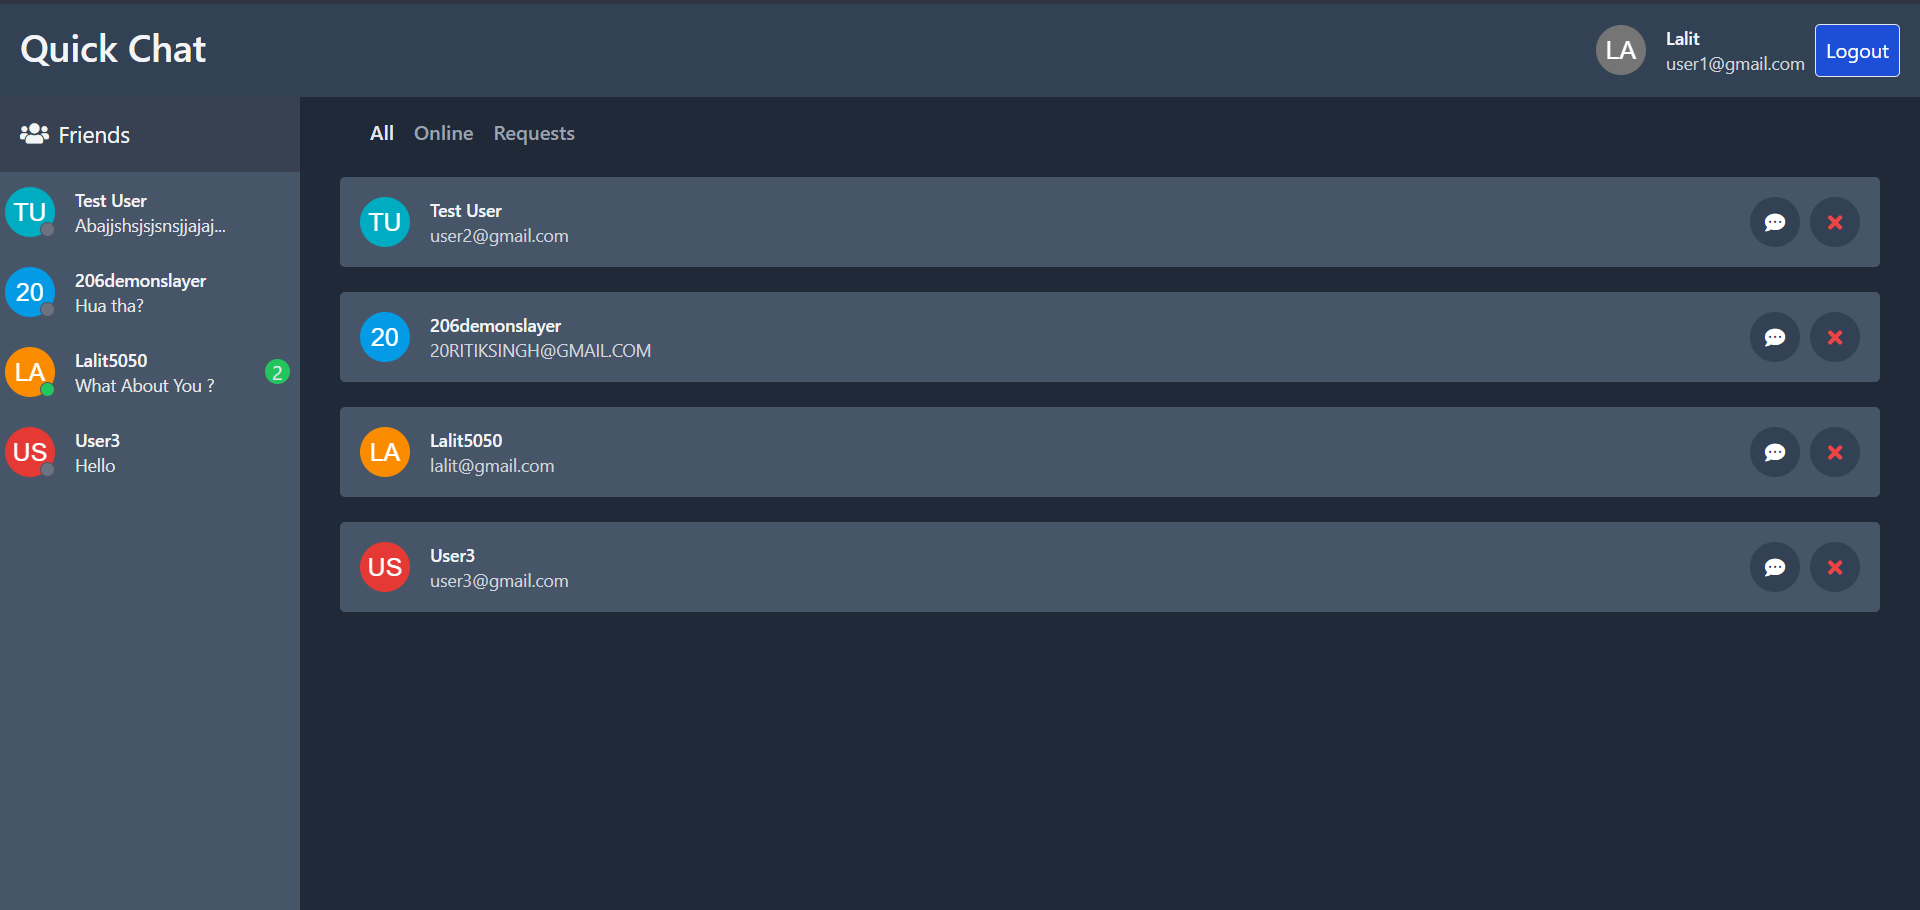 Quick Chat
LA
Lalit
user1@gmail.com
Logout
Friends
TU
Test User
Abajjshsjsjsnsjjajaj...
20
206demonslayer
Hua tha?
LA
Lalit5050
What About You ?
2
US
User3
Hello
All Online Requests
TU
Test User
user2@gmail.com
20
206demonslayer
20RITIKSINGH@GMAIL.COM
LA
Lalit5050
lalit@gmail.com
US
User3
user3@gmail.com